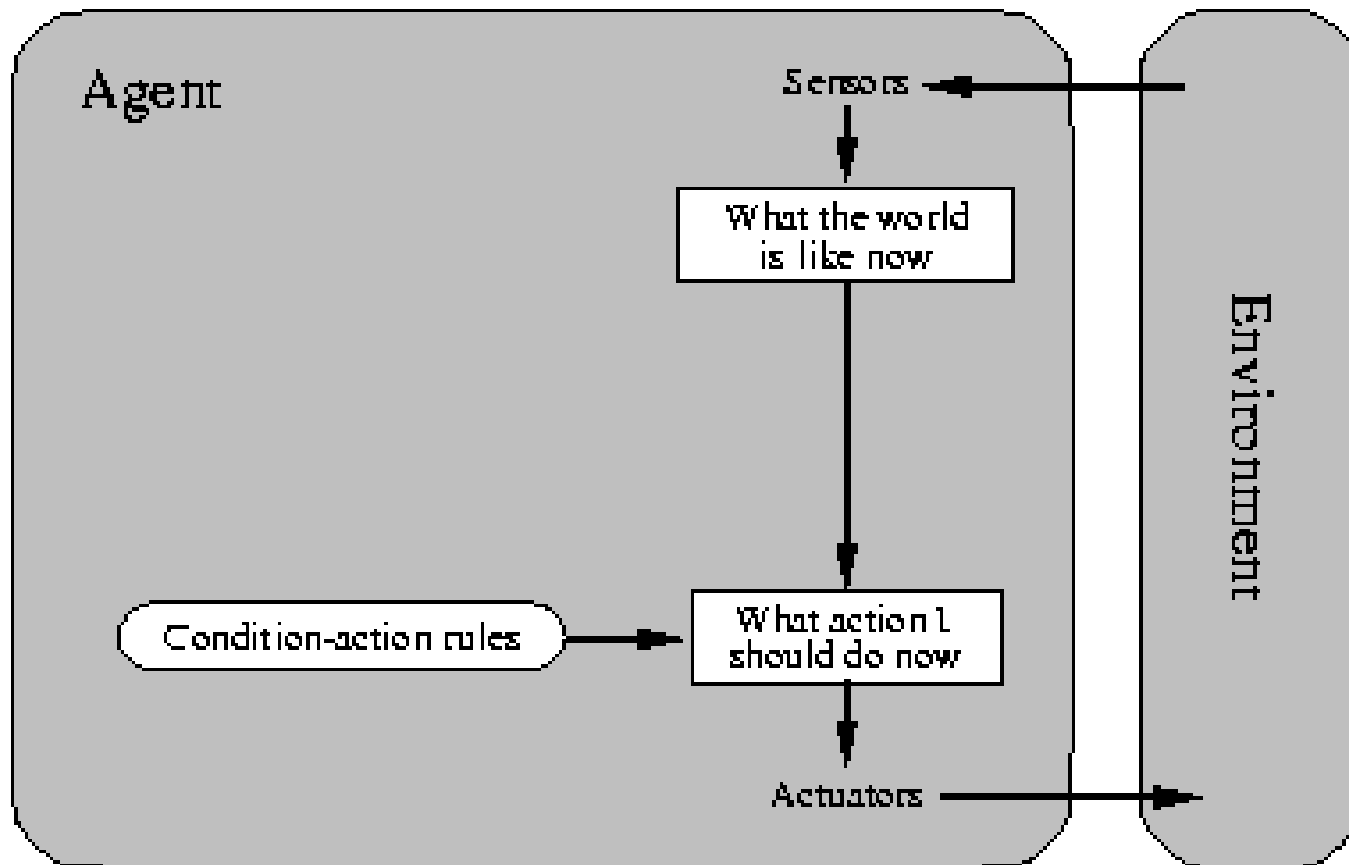 Agent
Sensors
What the world
is like now
Environment
Condition-action rules
What action I
should do now
Actuators